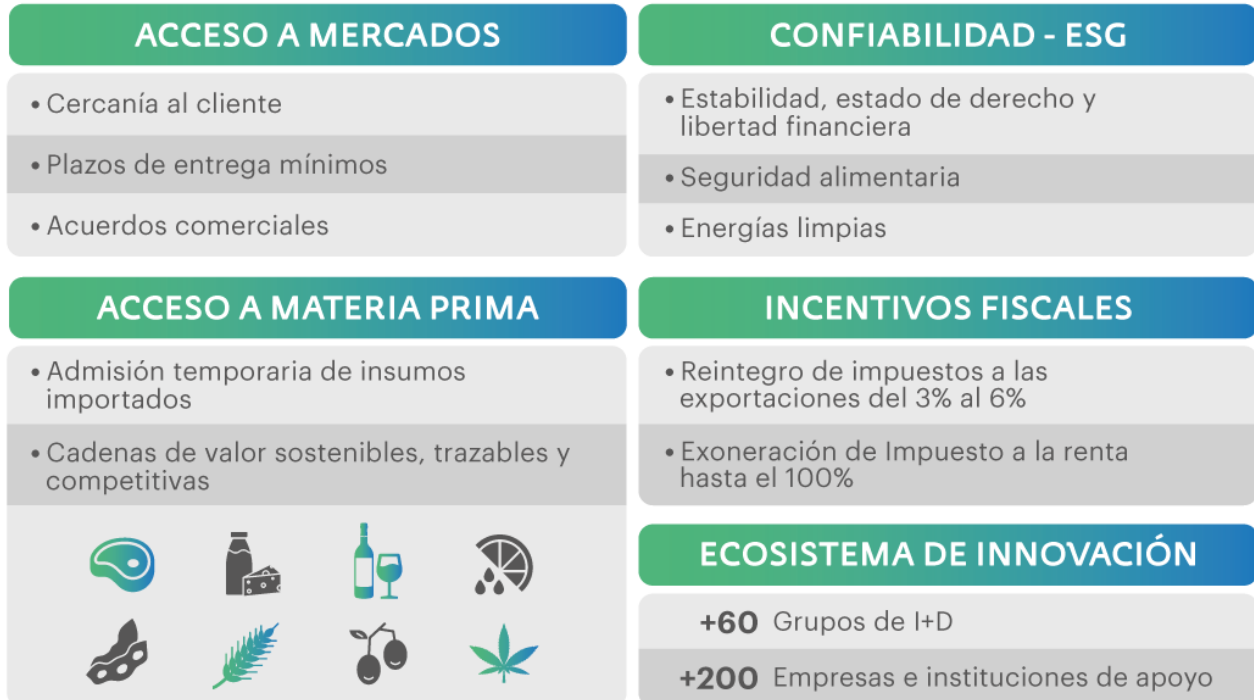 ACCESO A MERCADOS
• Cercanía al cliente
• Plazos de entrega mínimos
• Acuerdos comerciales
CONFIABILIDAD - ESG
• Estabilidad, estado de derecho y
libertad financiera
• Seguridad alimentaria
• Energías limpias
ACCESO A MATERIA PRIMA
• Admisión temporaria de insumos
importados
• Cadenas de valor sostenibles, trazables y
competitivas
INCENTIVOS FISCALES
• Reintegro de impuestos a las
exportaciones del 3% al 6%
• Exoneración de Impuesto a la renta
hasta el 100%
ECOSISTEMA DE INNOVACIÓN
+60 Grupos de I+D
+200 Empresas e instituciones de apoyo